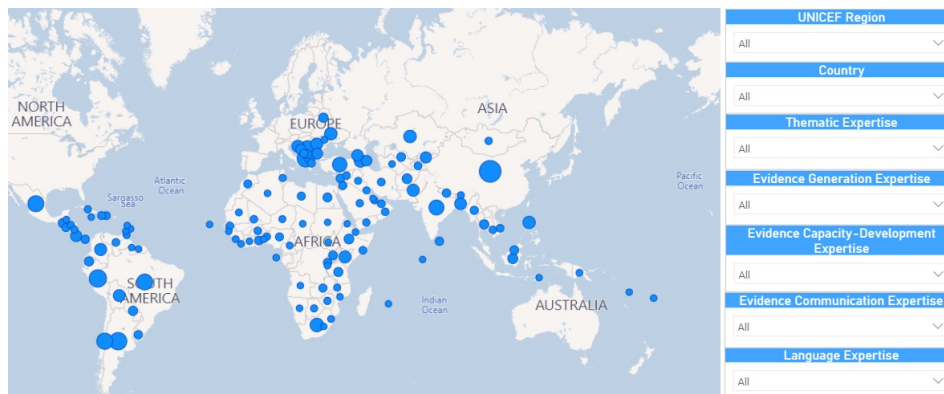 NORTH
AMERICA
Atlantic
Ocean
Sargasso
Sea
SOUTH
AMERICA
EUROPE
ASIA
AFRICA
Indian
Ocean
AUSTRALIA
Pacific
Ocean
UNICEF Region
All
Country
All
Thematic Expertise
All
Evidence Generation Expertise
All
Evidence Capacity-Development
Expertise
All
Evidence Communication Expertise
All
Language Expertise
All